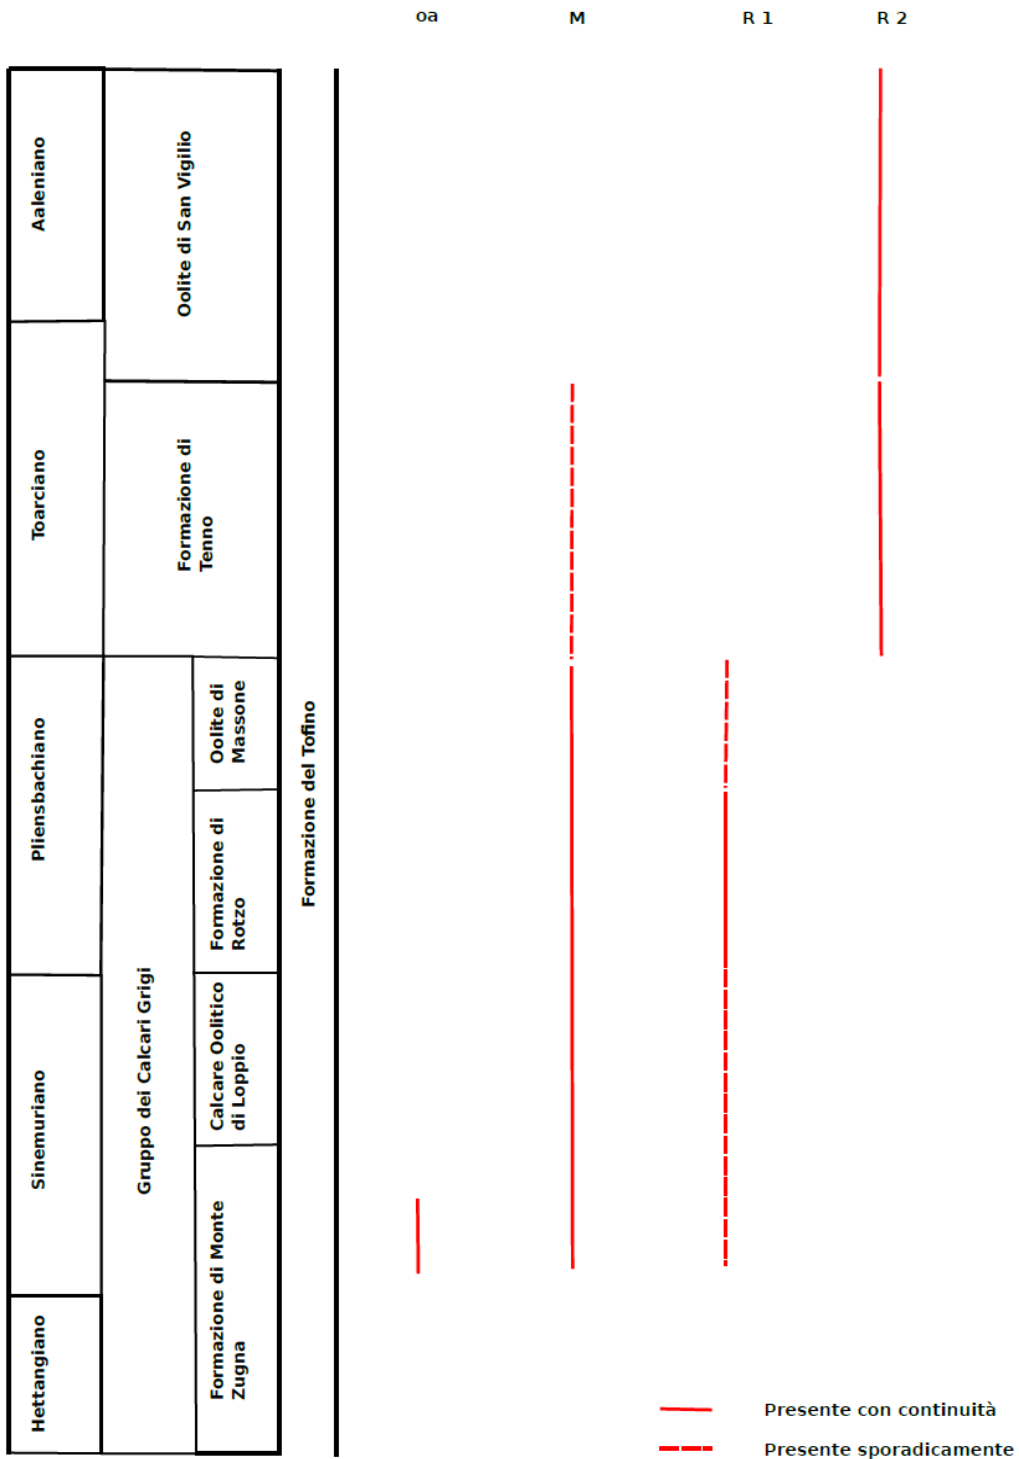 oa
M
R 1
R 2
Aaleniano
Oolite di San Vigilio
Toarciano
Formazione di
Tenno
Pliensbachiano
Gruppo dei Calcari Grigi
Oolite di
Massone
Formazione di
Rotzo
Formazione del Tofino
Sinemuriano
Calcare Oolitico
di Loppio
Formazione di Monte
Zugna
Hettangiano
Presente con continuità
Presente sporadicamente